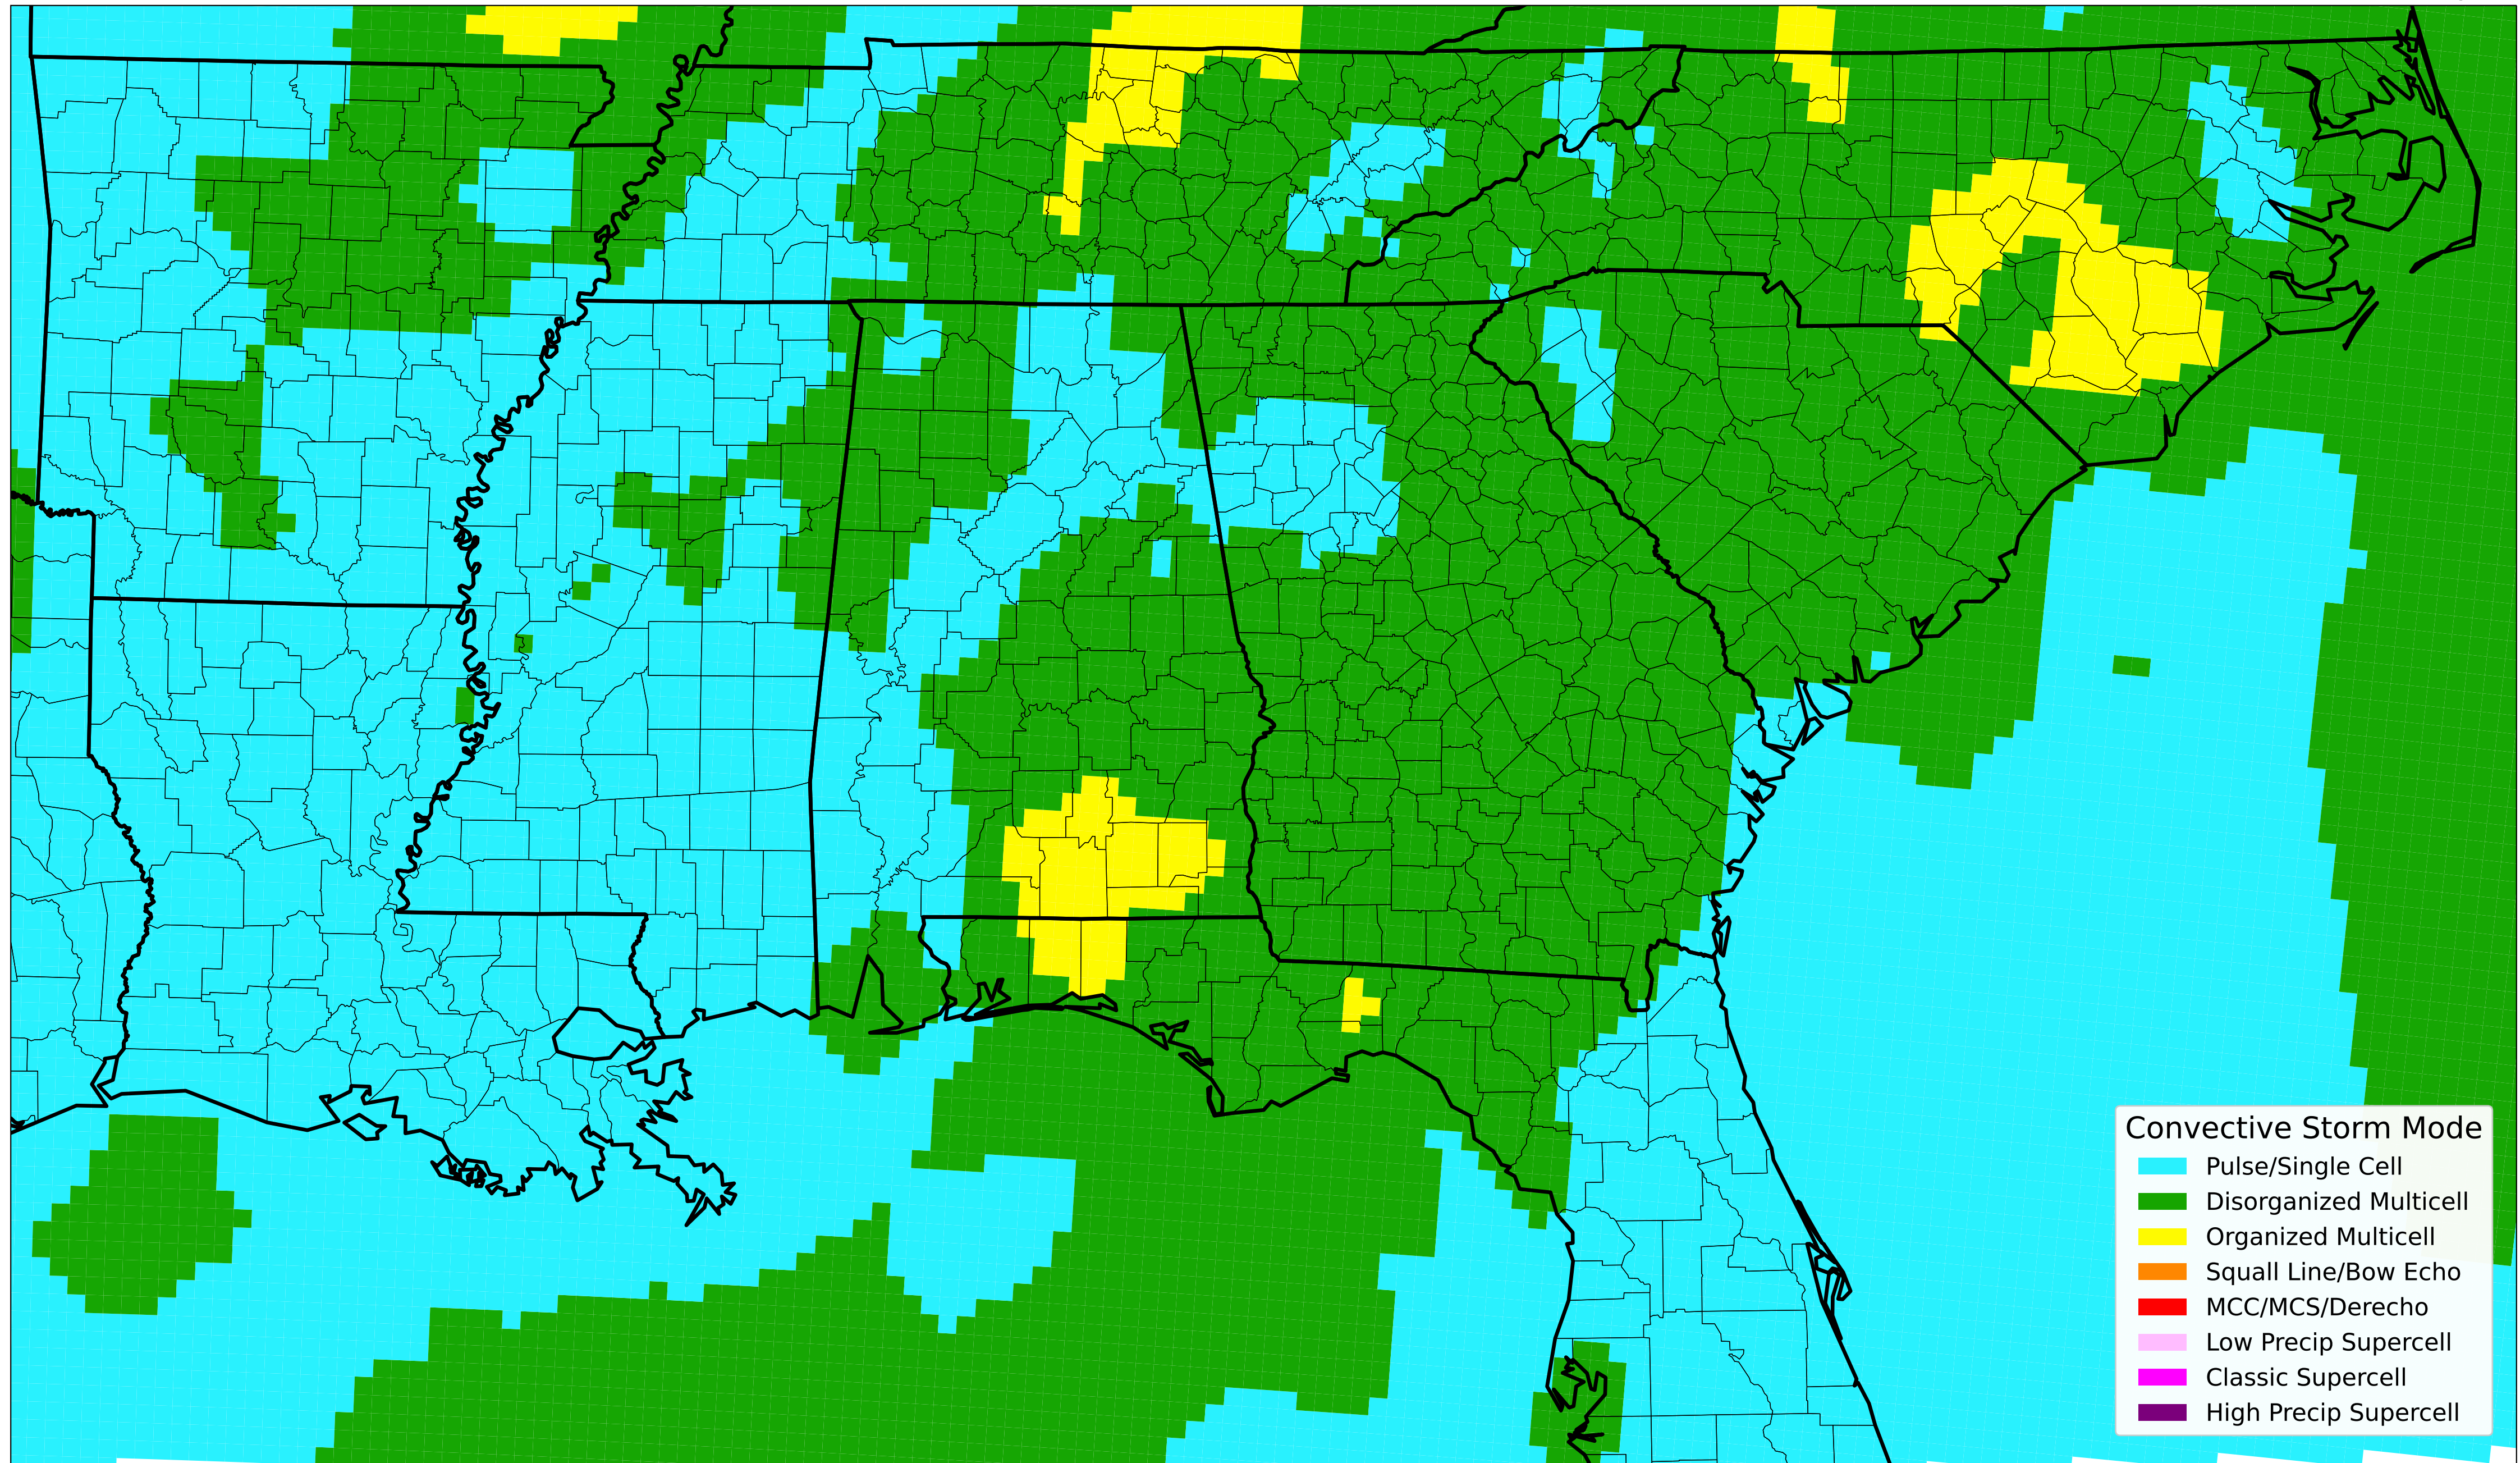 Convective Storm Mode
Pulse/Single Cell
Disorganized Multicell
Organized Multicell
Squall Line/Bow Echo
MCC/MCS/Derecho
Low Precip Supercell
Classic Supercell
High Precip Supercell